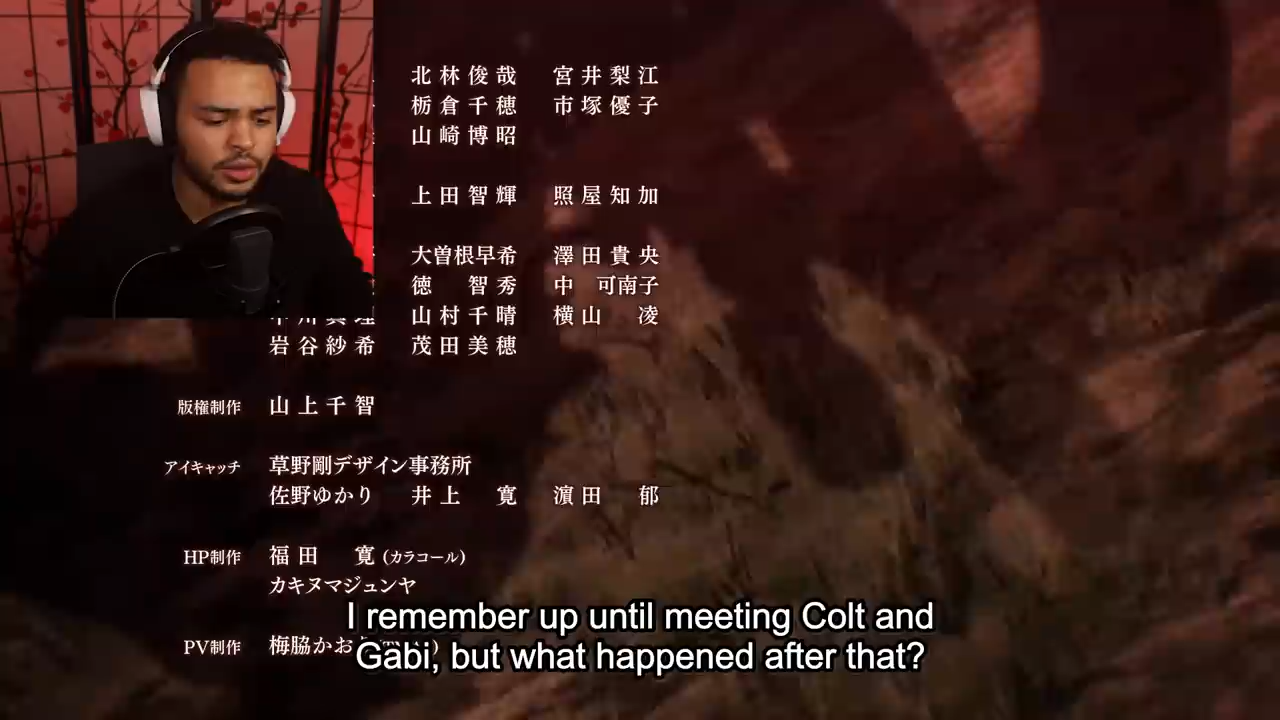 北林俊哉 宮井梨江
栃倉千穂 市塚優子
山崎博昭
上田智輝 照屋知加
大曽根早希 澤田貴央
徳 智秀 中 可南子
山村千晴 横山 凌
岩谷紗希 茂田美穂
版権制作 山上千智
アイキャッチ 草野剛デザイン事務所
佐野ゆかり 井上 寛 濵田 郁
HP制作 福田 寛(カラコール)
カキヌマジュンヤ
PV制作 梅脇かお
I remember up until meeting Colt and
Gabi, but what happened after that?